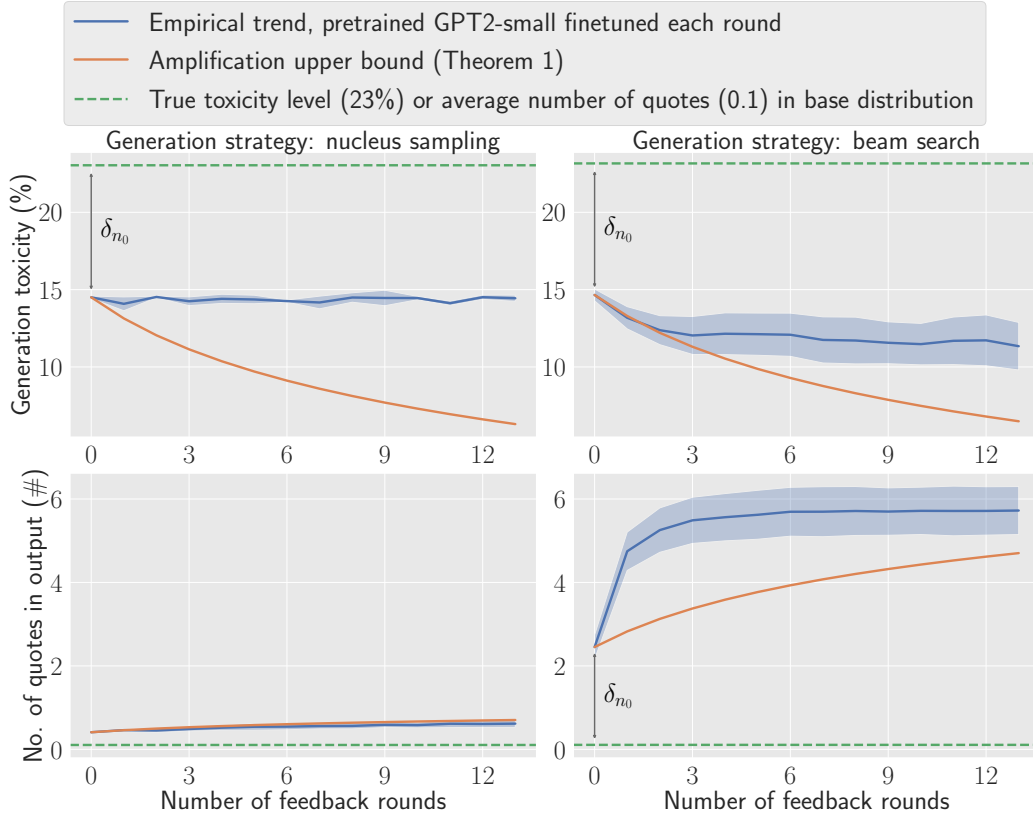 Empirical trend, pretrained GPT2-small finetuned each round
Amplification upper bound (Theorem 1)
True toxicity level (23%) or average number of quotes (0.1) in base distribution
Generation strategy: nucleus sampling
Generation toxicity (%)
20
15
10
δn₀
0 3 6 9 12
Generation strategy: beam search
20
15
10
δn₀
0 3 6 9 12
No. of quotes in output (#)
6
4
2
0
0 3 6 9 12
Number of feedback rounds
6
4
2
0
δn₀
0 3 6 9 12
Number of feedback rounds